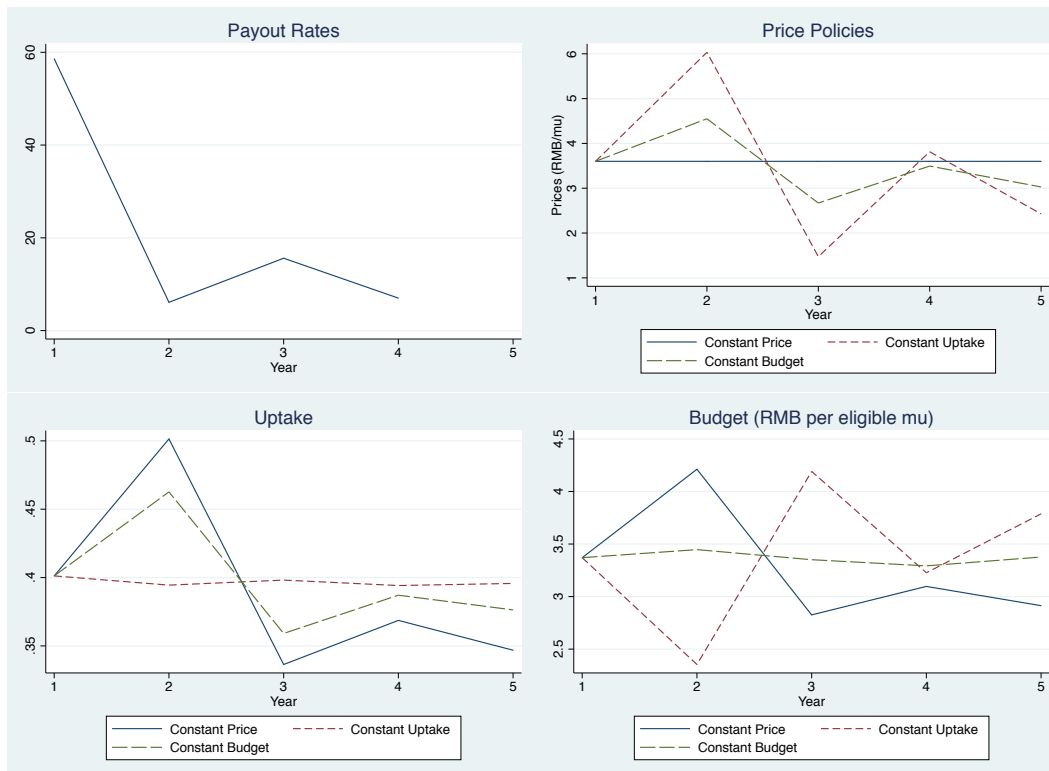 Payout Rates
60
40
20
0
1 2 3 4 5
Year
Price Policies
Prices (RMB/mu)
6
5
4
3
2
1
1 2 3 4 5
Year
Constant Price Constant Uptake
Constant Budget
Uptake
.5
.45
.4
.35
1 2 3 4 5
Year
Constant Price Constant Uptake
Constant Budget
Budget (RMB per eligible mu)
4.5
4
3.5
3
2.5
1 2 3 4 5
Year
Constant Price Constant Uptake
Constant Budget